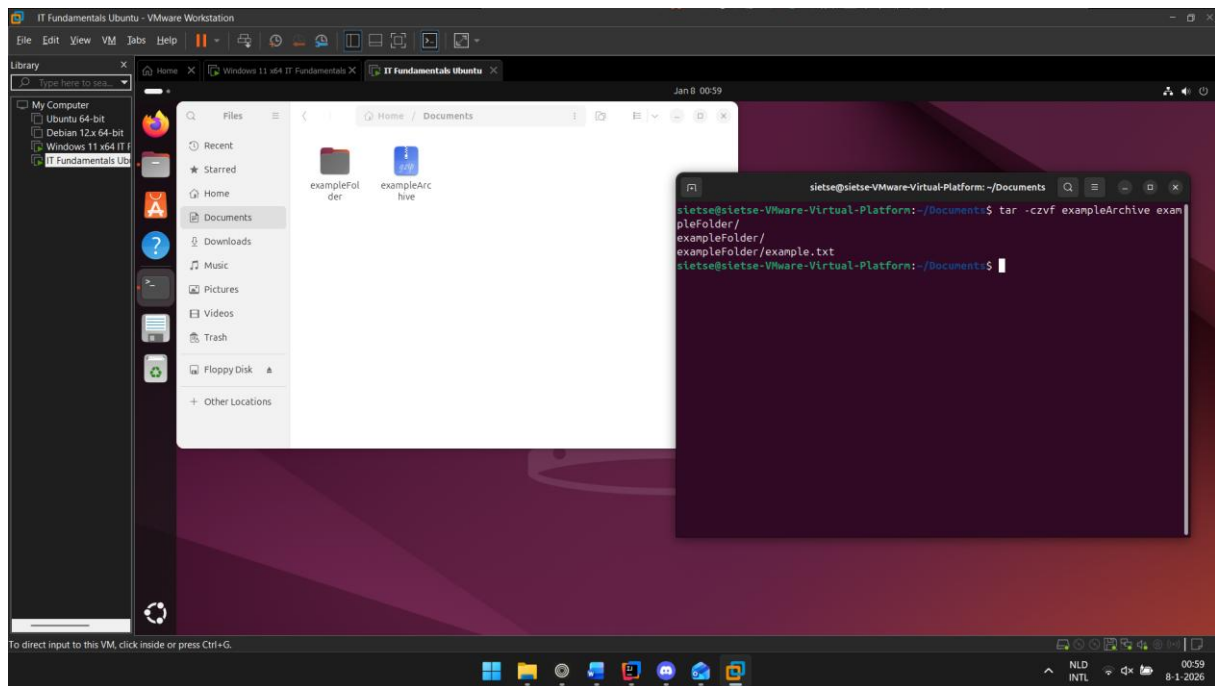 IT Fundamentals Ubuntu - VMware Workstation
File Edit View VM Tabs Help
Library
Type here to sea...
My Computer
Ubuntu 64-bit
Debian 12.x 64-bit
Windows 11 x64 IT F
IT Fundamentals Ub
Home
Windows 11 x64 IT Fundamentals
IT Fundamentals Ubuntu
Jan 8 00:59
Files
Home / Documents
Recent
Starred
Home
Documents
Downloads
Music
Pictures
Videos
Trash
Floppy Disk
Other Locations
exampleFol
der
exampleArc
hive
sietse@sietse-VMware-Virtual-Platform: ~/Documents
sietse@sietse-VMware-Virtual-Platform:~/Documents$ tar -czvf exampleArchive exam
pleFolder/
exampleFolder/
exampleFolder/example.txt
sietse@sietse-VMware-Virtual-Platform:~/Documents$
To direct input to this VM, click inside or press Ctrl+G.
NLD
INTL
00:59
8-1-2026